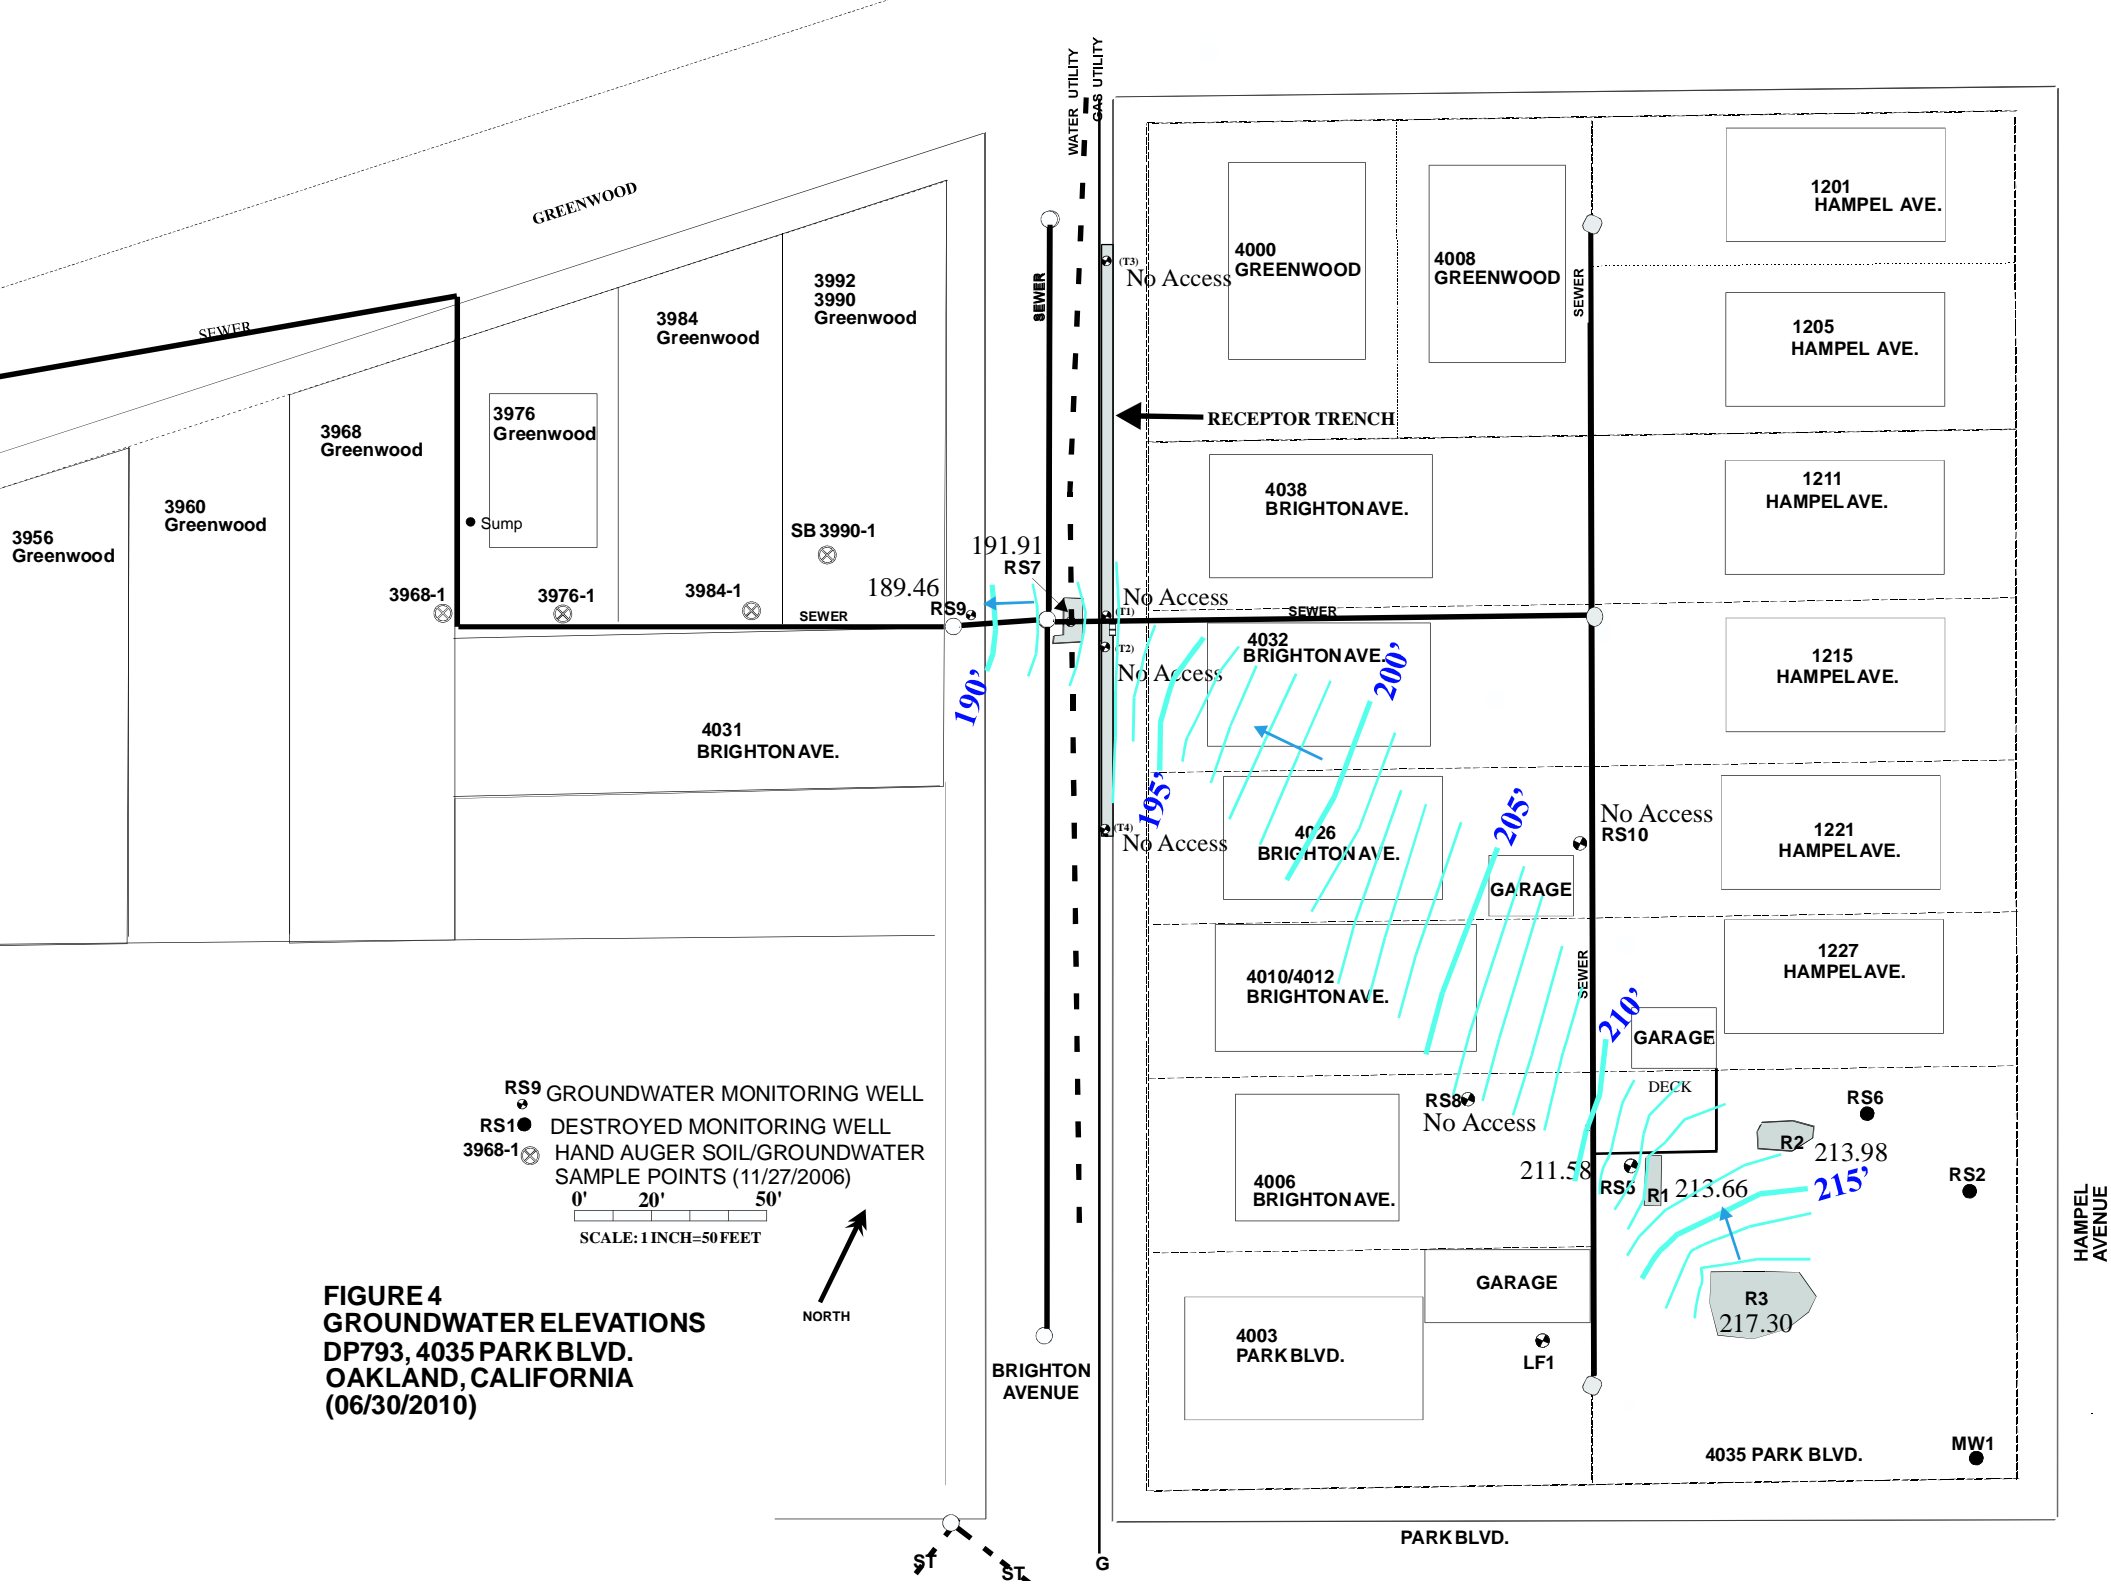 WATER UTILITY
GAS UTILITY
GREENWOOD
SEWER
SEWER
SEWER
1201
HAMPEL AVE.
4000
GREENWOOD
4008
GREENWOOD
(T3)
No Access
3992
3990
Greenwood
3984
Greenwood
1205
HAMPEL AVE.
3976
Greenwood
RECEPTOR TRENCH
3968
Greenwood
3960
Greenwood
3956
Greenwood
Sump
SB 3990-1
4038
BRIGHTON AVE.
1211
HAMPEL AVE.
191.91
RS7
189.46
RS9
3968-1
3976-1
3984-1
SEWER
No Access
(T1)
SEWER
(T2)
No Access
4032
BRIGHTON AVE.
200’
190’
1215
HAMPEL AVE.
4031
BRIGHTON AVE.
195’
205’
(T4)
No Access
4026
BRIGHTON AVE.
No Access
RS10
1221
HAMPEL AVE.
GARAGE
4010/4012
BRIGHTON AVE.
SEWER
1227
HAMPEL AVE.
210’
GARAGE
DECK
RS8
No Access
RS6
R2
213.98
211.58
RS5
R1
213.66
215’
RS2
4006
BRIGHTON AVE.
HAMPEL
AVENUE
RS9 GROUNDWATER MONITORING WELL
RS1 DESTROYED MONITORING WELL
3968-1 HAND AUGER SOIL/GROUNDWATER
SAMPLE POINTS (11/27/2006)
0' 20' 50'
SCALE: 1 INCH=50 FEET
NORTH
GARAGE
R3
217.30
4003
PARK BLVD.
LF1
FIGURE 4
GROUNDWATER ELEVATIONS
DP793, 4035 PARK BLVD.
OAKLAND, CALIFORNIA
(06/30/2010)
BRIGHTON
AVENUE
4035 PARK BLVD.
MW1
PARK BLVD.
ST
ST
G